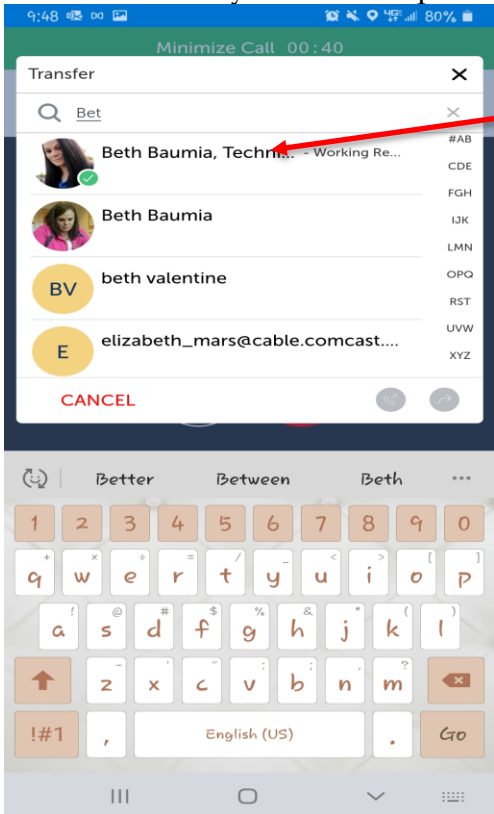 9:48 80%
Minimize Call 00:40
Transfer
Bet
Beth Baumia, Techni... - Working Re...
Beth Baumia
BV beth valentine
E elizabeth_mars@cable.comcast....
#AB
CDE
FGH
IJK
LMN
OPQ
RST
UVW
XYZ
CANCEL
Better Between Beth ...
1 2 3 4 5 6 7 8 9 0
+ × ÷ = / _ < > [ ]
q w e r t y u i o p
! @ # $ % & * ( )
a s d f g h j k l
- ' " : ; , ?
z x c v b n m
!#1 , English (US) . Go